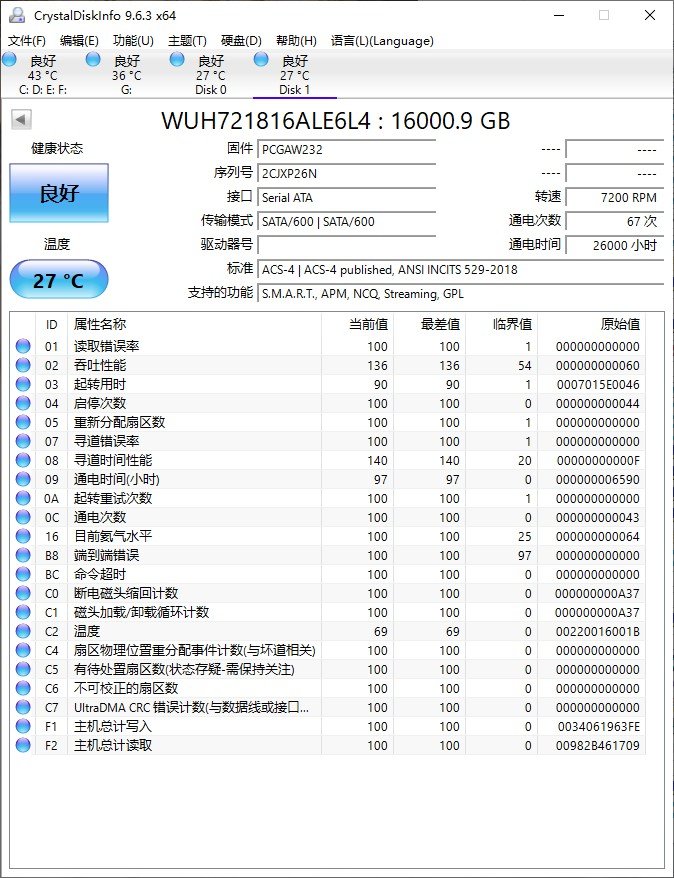 CrystalDiskInfo 9.6.3 x64
文件(F) 编辑(E) 功能(U) 主题(T) 硬盘(D) 帮助(H) 语言(L)(Language)
良好 良好 良好 良好
43 °C 36 °C 27 °C 27 °C
C: D: E: F: G: Disk 0 Disk 1
WUH721816ALE6L4 : 16000.9 GB
健康状态
良好
温度
27 °C
固件 PCGAW232 ---- ----
序列号 2CJXP26N ---- ----
接口 Serial ATA 转速 7200 RPM
传输模式 SATA/600 | SATA/600 通电次数 67 次
驱动器号 通电时间 26000 小时
标准 ACS-4 | ACS-4 published, ANSI INCITS 529-2018
支持的功能 S.M.A.R.T., APM, NCQ, Streaming, GPL
ID 属性名称 当前值 最差值 临界值 原始值
01 读取错误率 100 100 1 000000000000
02 吞吐性能 136 136 54 000000000060
03 起转用时 90 90 1 0007015E0046
04 启停次数 100 100 0 000000000044
05 重新分配扇区数 100 100 1 000000000000
07 寻道错误率 100 100 1 000000000000
08 寻道时间性能 140 140 20 00000000000F
09 通电时间(小时) 97 97 0 000000006590
0A 起转重试次数 100 100 1 000000000000
0C 通电次数 100 100 0 000000000043
16 目前氦气水平 100 100 25 000000000064
B8 端到端错误 100 100 97 000000000000
BC 命令超时 100 100 0 000000000000
C0 断电磁头缩回计数 100 100 0 000000000A37
C1 磁头加载/卸载循环计数 100 100 0 000000000A37
C2 温度 69 69 0 00220016001B
C4 扇区物理位置重分配事件计数(与坏道相关) 100 100 0 000000000000
C5 有待处置扇区数(状态存疑-需保持关注) 100 100 0 000000000000
C6 不可校正的扇区数 100 100 0 000000000000
C7 UltraDMA CRC 错误计数(与数据线或接口... 100 100 0 000000000000
F1 主机总计写入 100 100 0 0034061963FE
F2 主机总计读取 100 100 0 00982B461709